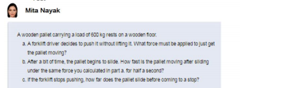 Mita Nayak
A wooden pallet carrying a load of 600 kg rests on a wooden floor.
a. A forklift driver decides to push it without lifting it. What force must be applied to just get
the pallet moving?
b. After a bit of time, the pallet begins to slide. How fast is the pallet moving after sliding
under the same force you calculated in part a. for half a second?
c. If the forklift stops pushing, how far does the pallet slide before coming to a stop?